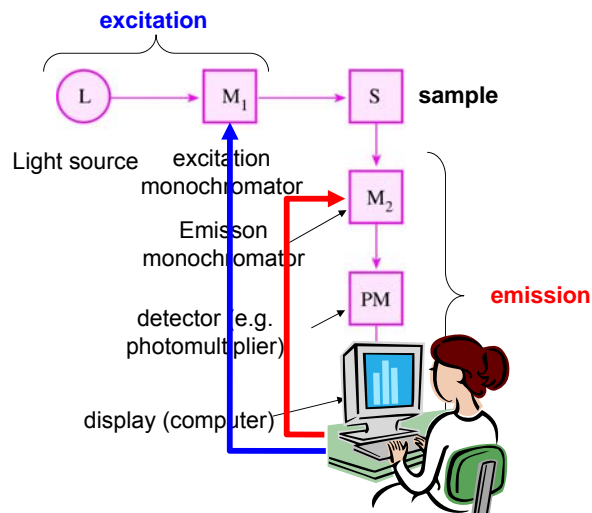 excitation
L
M1
S
sample
Light source
excitation
monochromator
M2
Emisson
monochromator
emission
PM
detector (e.g.
photomultiplier)
display (computer)